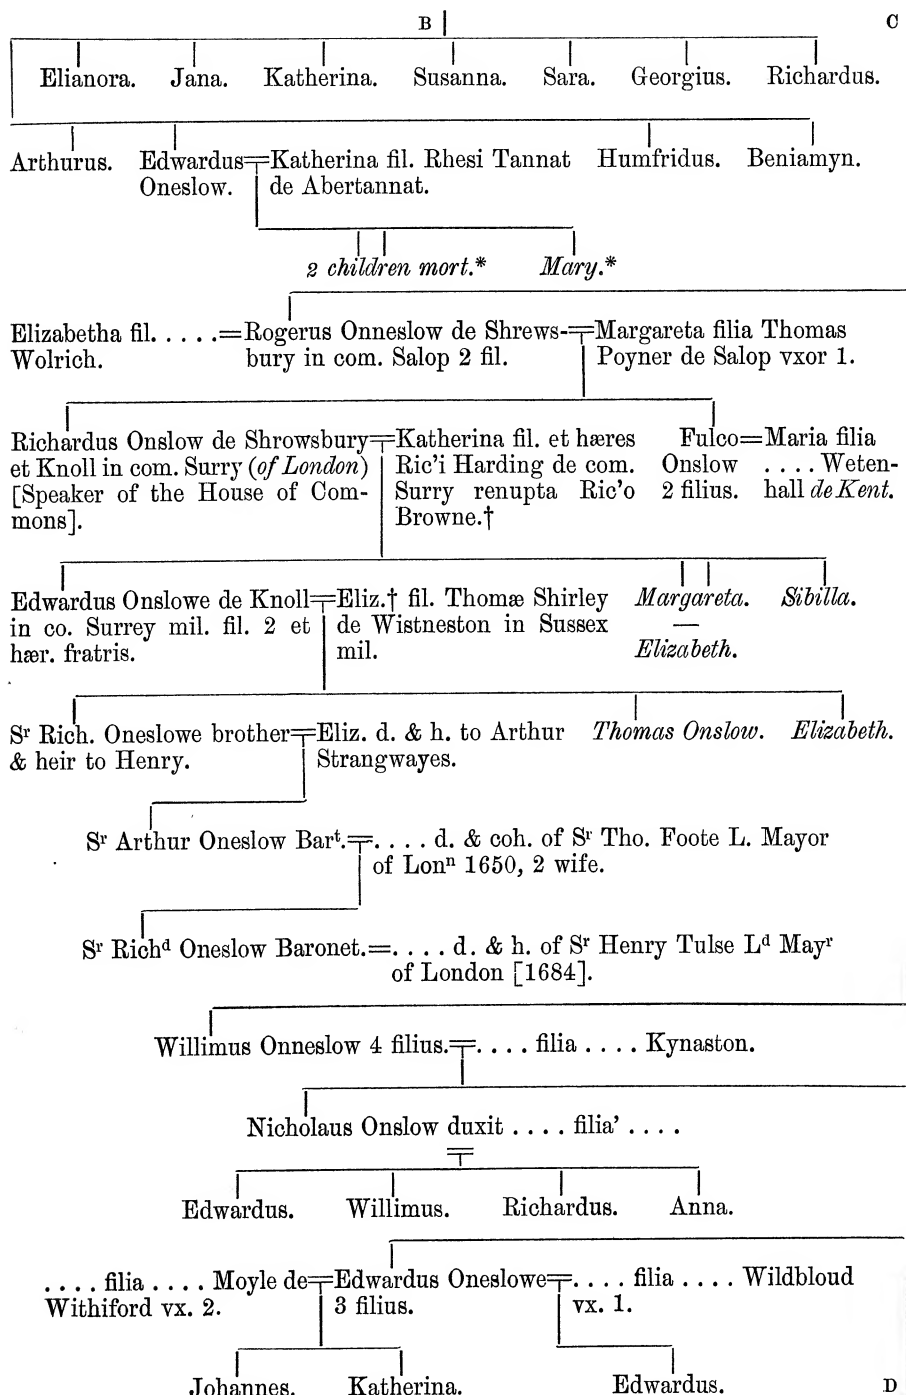 B C
Elianora. Jana. Katherina. Susanna. Sara. Georgius. Richardus.
Arthurus. Edwardus Oneslow. Katherina fil. Rhesi Tannat de Abertannat. Humfridus. Beniamyn.
2 children mort.* Mary.*
Elizabetha fil. . . . . .=Rogerus Onneslow de Shrews-Margareta filia Thomas
Wolrich. bury in com. Salop 2 fil. Poyner de Salop vxor 1.
Richardus Onslow de Shrowsbury Katherina fil. et hæres Fulco=Maria filia
et Knoll in com. Surry (of London) Ric'i Harding de com. Onslow . . . . Weten-
[Speaker of the House of Com- Surry renupta Ric'o 2 filius. hall de Kent.
mons]. Browne.†
Edwardus Onslowe de Knoll Eliz.† fil. Thomæ Shirley Margareta. Sibilla.
in co. Surrey mil. fil. 2 et de Wistneston in Sussex —
hær. fratris. mil. Elizabeth.
Sr Rich. Oneslowe brother Eliz. d. & h. to Arthur Thomas Onslow. Elizabeth.
& heir to Henry. Strangwayes.
Sr Arthur Oneslow Bart. . . . . d. & coh. of Sr Tho. Foote L. Mayor
of Lonn 1650, 2 wife.
Sr Richd Oneslow Baronet.=. . . . d. & h. of Sr Henry Tulse Ld Mayr
of London [1684].
Willimus Onneslow 4 filius. . . . . filia . . . . Kynaston.
Nicholaus Onslow duxit . . . . filia' . . . .
Edwardus. Willimus. Richardus. Anna.
. . . . filia . . . . Moyle de Edwardus Oneslowe . . . . filia . . . . Wildbloud
Withiford vx. 2. 3 filius. vx. 1.
Johannes. Katherina. Edwardus. D